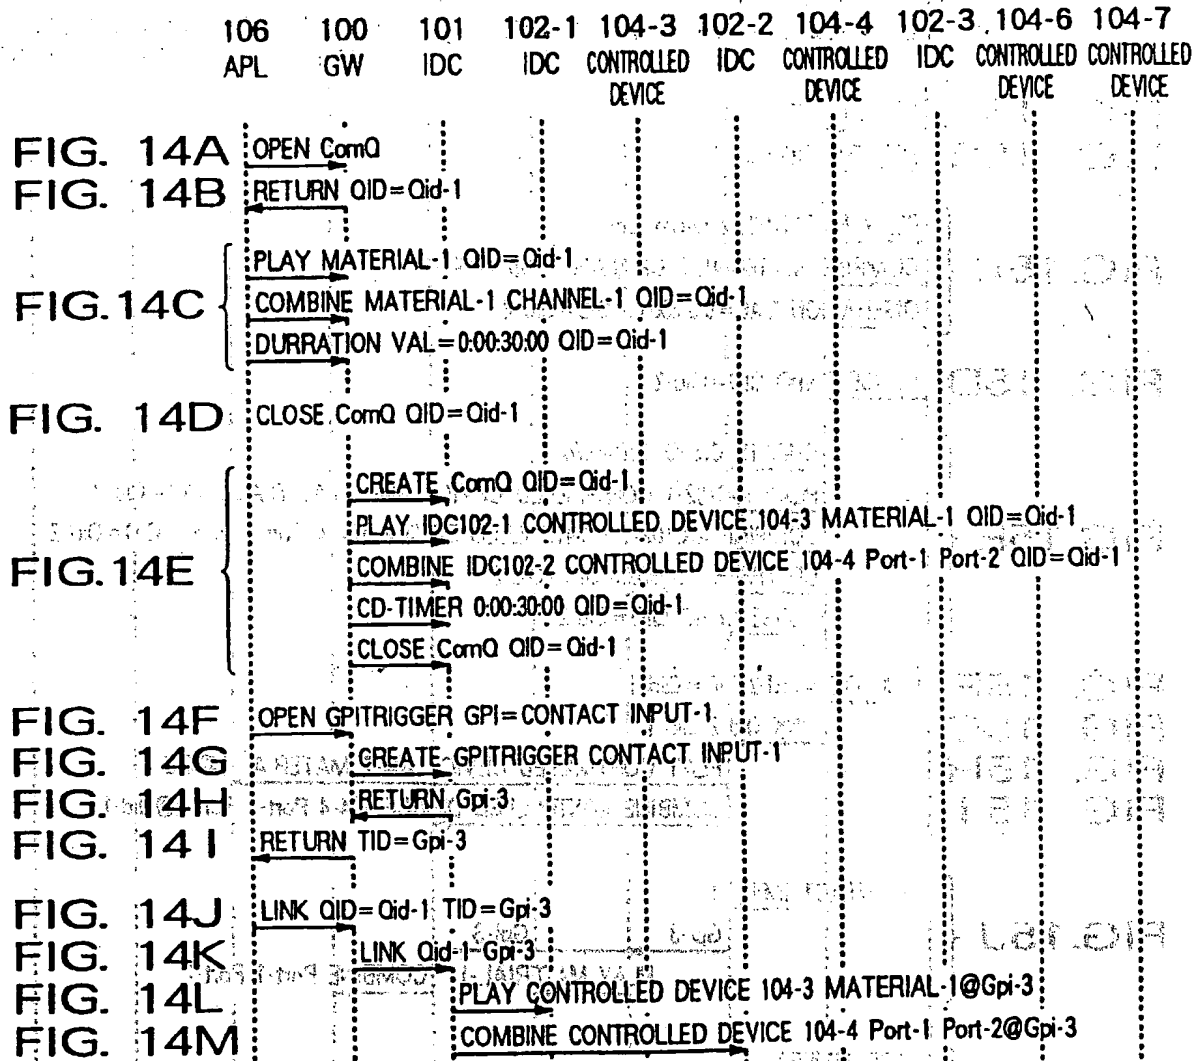 106 100 101 102-1 104-3 102-2 104-4 102-3 104-6 104-7
APL GW IDC IDC CONTROLLED IDC CONTROLLED IDC CONTROLLED CONTROLLED
DEVICE DEVICE DEVICE DEVICE
FIG. 14A OPEN ComQ
FIG. 14B RETURN QID=Qid-1
PLAY MATERIAL-1 QID=Qid-1
FIG.14C COMBINE MATERIAL-1 CHANNEL-1 QID=Qid-1
DURRATION VAL=0:00:30:00 QID=Qid-1
FIG. 14D CLOSE ComQ QID=Qid-1
CREATE ComQ QID=Qid-1
PLAY IDC102-1 CONTROLLED DEVICE 104-3 MATERIAL-1 QID=Qid-1
FIG.14E COMBINE IDC102-2 CONTROLLED DEVICE 104-4 Port-1 Port-2 QID=Qid-1
CD-TIMER 0:00:30:00 QID=Qid-1
CLOSE ComQ QID=Qid-1
FIG. 14F OPEN GPITRIGGER GPI=CONTACT INPUT-1
FIG. 14G CREATE GPITRIGGER CONTACT INPUT-1
FIG. 14H RETURN Gpi-3
FIG. 14I RETURN TID=Gpi-3
FIG. 14J LINK QID=Qid-1 TID=Gpi-3
FIG. 14K LINK Qid-1 Gpi-3
FIG. 14L PLAY CONTROLLED DEVICE 104-3 MATERIAL-1@Gpi-3
FIG. 14M COMBINE CONTROLLED DEVICE 104-4 Port-1 Port-2@Gpi-3